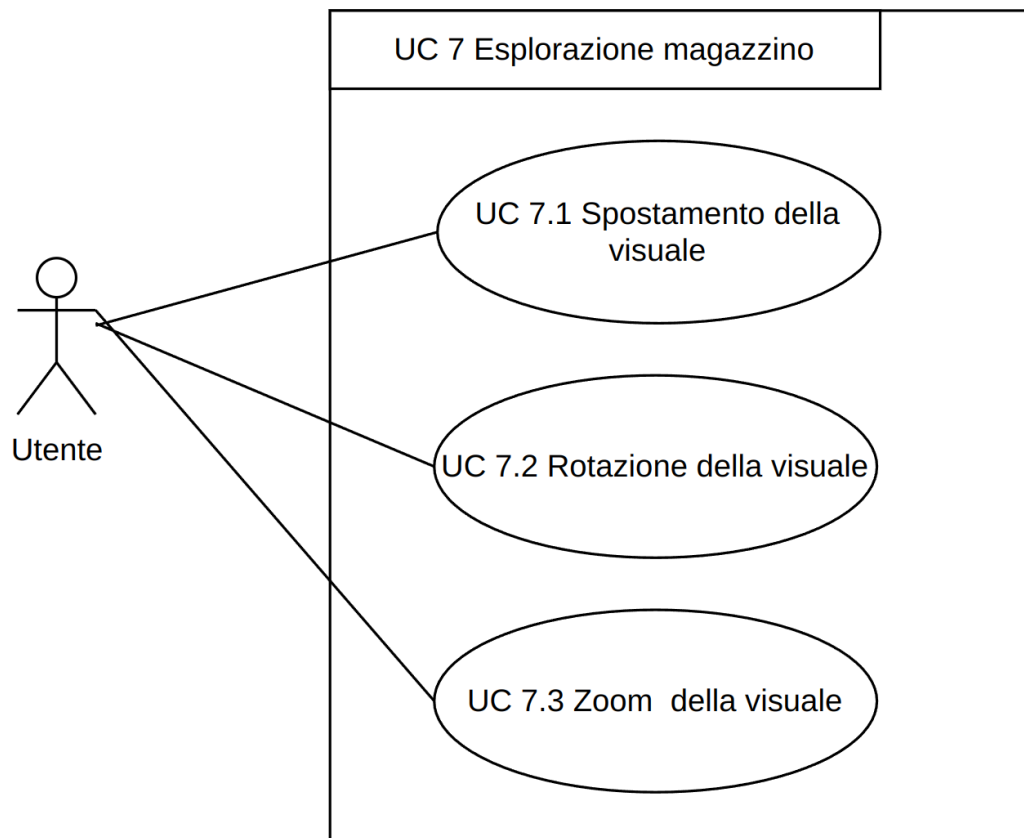 UC 7 Esplorazione magazzino
UC 7.1 Spostamento della
visuale
Utente
UC 7.2 Rotazione della visuale
UC 7.3 Zoom  della visuale